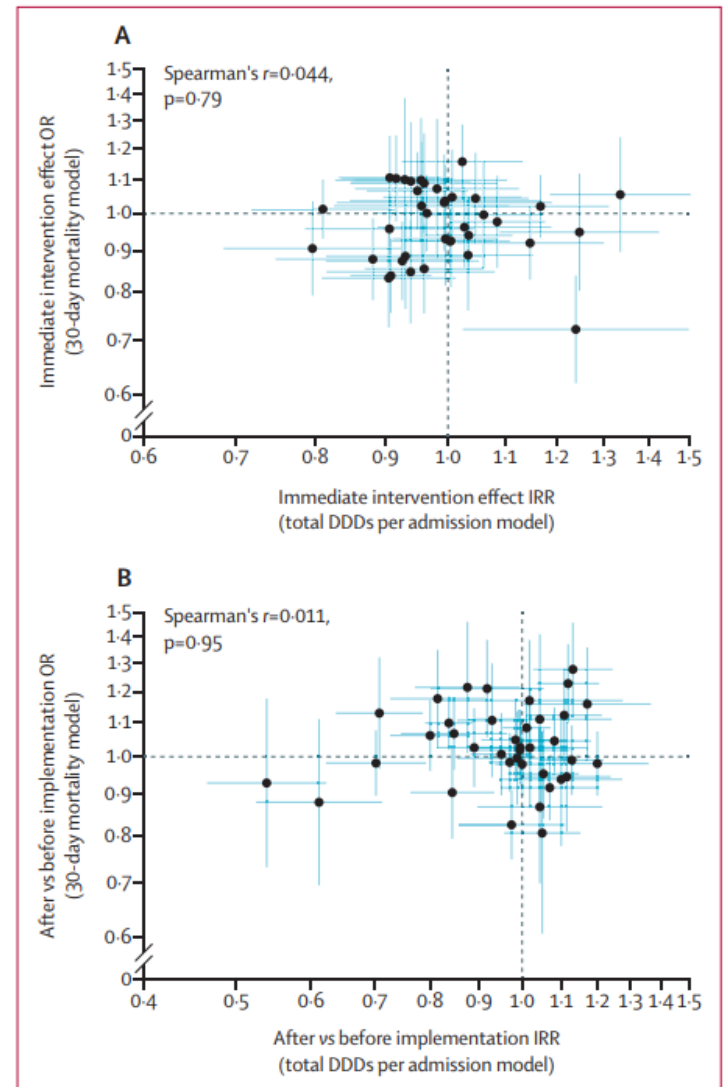 A
Spearman's r=0·044,
p=0·79
1·5
1·4
1·3
1·2
1·1
1·0
0·9
0·8
0·7
0·6
0
0·6 0·7 0·8 0·9 1·0 1·1 1·2 1·3 1·4 1·5
Immediate intervention effect OR
(30-day mortality model)
Immediate intervention effect IRR
(total DDDs per admission model)
B
Spearman's r=0·011,
p=0·95
1·5
1·4
1·3
1·2
1·1
1·0
0·9
0·8
0·7
0·6
0
0·4 0·5 0·6 0·7 0·8 0·9 1·0 1·1 1·2 1·3 1·4 1·5
After vs before implementation OR
(30-day mortality model)
After vs before implementation IRR
(total DDDs per admission model)